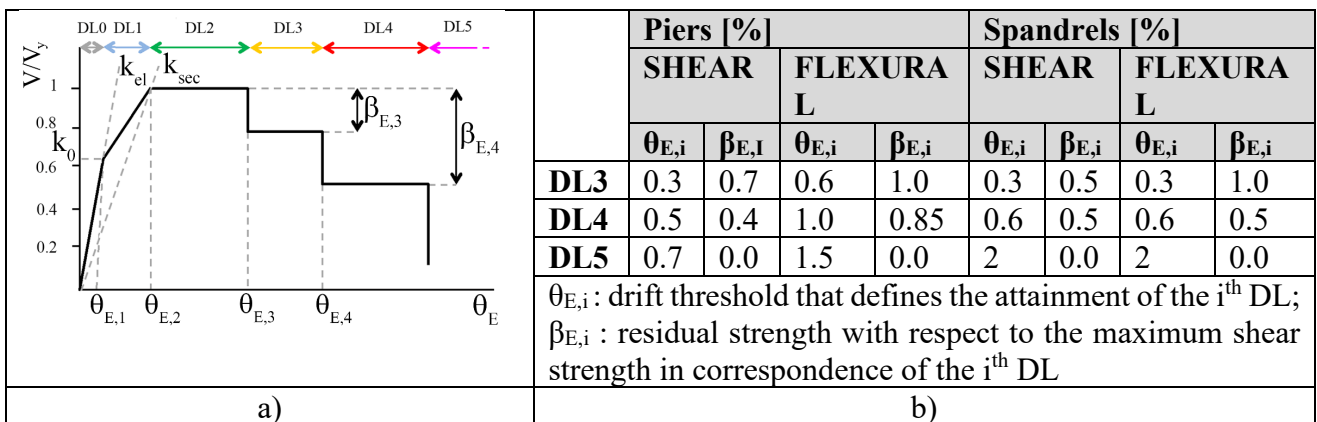 DL0 DL1 DL2 DL3 DL4 DL5
V/Vy
kel ksec
1
βE,3
0.8
βE,4
k0
0.6
0.4
0.2
θE,1 θE,2 θE,3 θE,4 θE
a)
Piers [%] Spandrels [%]
SHEAR FLEXURA SHEAR FLEXURA
L L
θE,i βE,I θE,i βE,i θE,i βE,i θE,i βE,i
DL3 0.3 0.7 0.6 1.0 0.3 0.5 0.3 1.0
DL4 0.5 0.4 1.0 0.85 0.6 0.5 0.6 0.5
DL5 0.7 0.0 1.5 0.0 2 0.0 2 0.0
θE,i : drift threshold that defines the attainment of the ith DL;
βE,i : residual strength with respect to the maximum shear
strength in correspondence of the ith DL
b)